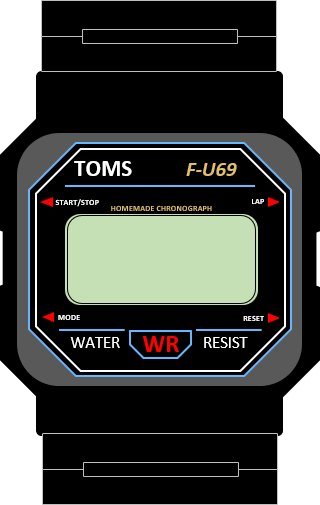 TOMS F-U69
START/STOP LAP
HOMEMADE CHRONOGRAPH
MODE RESET
WATER WR RESIST